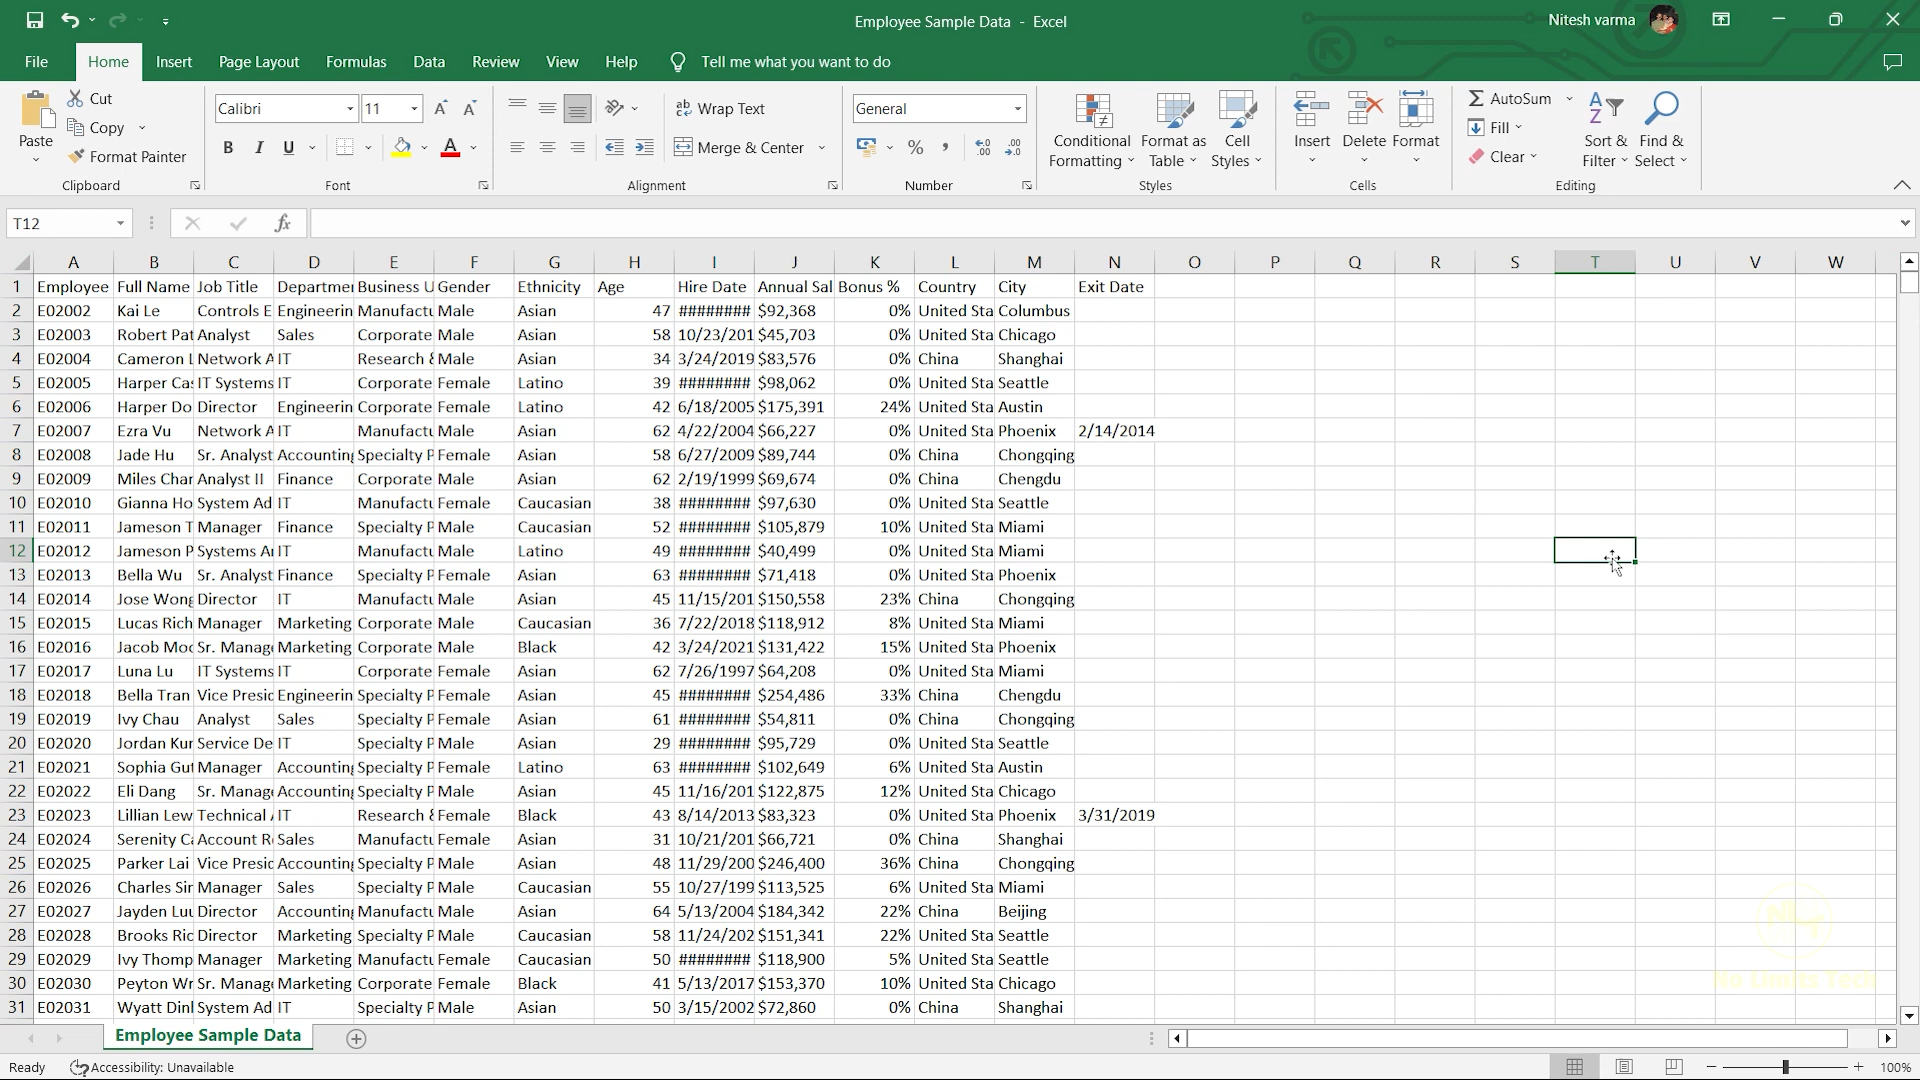 Employee Sample Data - Excel
Nitesh varma
File Home Insert Page Layout Formulas Data Review View Help Tell me what you want to do
Paste Cut Copy Format Painter Clipboard
Calibri 11 B I U Font
Wrap Text Merge & Center Alignment
General % , Number
Conditional Formatting Format as Table Cell Styles Styles
Insert Delete Format Cells
AutoSum Fill Clear Sort & Filter Find & Select Editing
T12 fx
A B C D E F G H I J K L M N O P Q R S T U V W
1 Employee Full Name Job Title Departmer Business U Gender Ethnicity Age Hire Date Annual Sal Bonus % Country City Exit Date
2 E02002 Kai Le Controls E Engineerin Manufactu Male Asian 47 ######## $92,368 0% United Sta Columbus
3 E02003 Robert Pat Analyst Sales Corporate Male Asian 58 10/23/201 $45,703 0% United Sta Chicago
4 E02004 Cameron L Network A IT Research & Male Asian 34 3/24/2019 $83,576 0% China Shanghai
5 E02005 Harper Cas IT Systems IT Corporate Female Latino 39 ######## $98,062 0% United Sta Seattle
6 E02006 Harper Do Director Engineerin Corporate Female Latino 42 6/18/2005 $175,391 24% United Sta Austin
7 E02007 Ezra Vu Network A IT Manufactu Male Asian 62 4/22/2004 $66,227 0% United Sta Phoenix 2/14/2014
8 E02008 Jade Hu Sr. Analyst Accounting Specialty P Female Asian 58 6/27/2009 $89,744 0% China Chongqing
9 E02009 Miles Char Analyst II Finance Corporate Male Asian 62 2/19/1999 $69,674 0% China Chengdu
10 E02010 Gianna Ho System Ad IT Manufactu Female Caucasian 38 ######## $97,630 0% United Sta Seattle
11 E02011 Jameson T Manager Finance Specialty P Male Caucasian 52 ######## $105,879 10% United Sta Miami
12 E02012 Jameson P Systems Ar IT Manufactu Male Latino 49 ######## $40,499 0% United Sta Miami
13 E02013 Bella Wu Sr. Analyst Finance Specialty P Female Asian 63 ######## $71,418 0% United Sta Phoenix
14 E02014 Jose Wong Director IT Manufactu Male Asian 45 11/15/201 $150,558 23% China Chongqing
15 E02015 Lucas Rich Manager Marketing Corporate Male Caucasian 36 7/22/2018 $118,912 8% United Sta Miami
16 E02016 Jacob Moo Sr. Manage Marketing Corporate Male Black 42 3/24/2021 $131,422 15% United Sta Phoenix
17 E02017 Luna Lu IT Systems IT Corporate Female Asian 62 7/26/1997 $64,208 0% United Sta Miami
18 E02018 Bella Tran Vice Presid Engineerin Specialty P Female Asian 45 ######## $254,486 33% China Chengdu
19 E02019 Ivy Chau Analyst Sales Specialty P Female Asian 61 ######## $54,811 0% China Chongqing
20 E02020 Jordan Kur Service De IT Specialty P Male Asian 29 ######## $95,729 0% United Sta Seattle
21 E02021 Sophia Gut Manager Accounting Specialty P Female Latino 63 ######## $102,649 6% United Sta Austin
22 E02022 Eli Dang Sr. Manage Accounting Specialty P Male Asian 45 11/16/201 $122,875 12% United Sta Chicago
23 E02023 Lillian Lew Technical A IT Research & Female Black 43 8/14/2013 $83,323 0% United Sta Phoenix 3/31/2019
24 E02024 Serenity Ca Account Re Sales Manufactu Female Asian 31 10/21/201 $66,721 0% China Shanghai
25 E02025 Parker Lai Vice Presid Accounting Specialty P Male Asian 48 11/29/200 $246,400 36% China Chongqing
26 E02026 Charles Sir Manager Sales Specialty P Male Caucasian 55 10/27/199 $113,525 6% United Sta Miami
27 E02027 Jayden Luu Director Accounting Manufactu Male Asian 64 5/13/2004 $184,342 22% China Beijing
28 E02028 Brooks Ric Director Marketing Specialty P Male Caucasian 58 11/24/202 $151,341 22% United Sta Seattle
29 E02029 Ivy Thomp Manager Marketing Manufactu Female Caucasian 50 ######## $118,900 5% United Sta Seattle
30 E02030 Peyton Wr Sr. Manage Marketing Corporate Female Black 41 5/13/2017 $153,370 10% United Sta Chicago
31 E02031 Wyatt Dinl System Ad IT Specialty P Male Asian 50 3/15/2002 $72,860 0% China Shanghai
No Limits Tech
Employee Sample Data
Ready Accessibility: Unavailable 100%